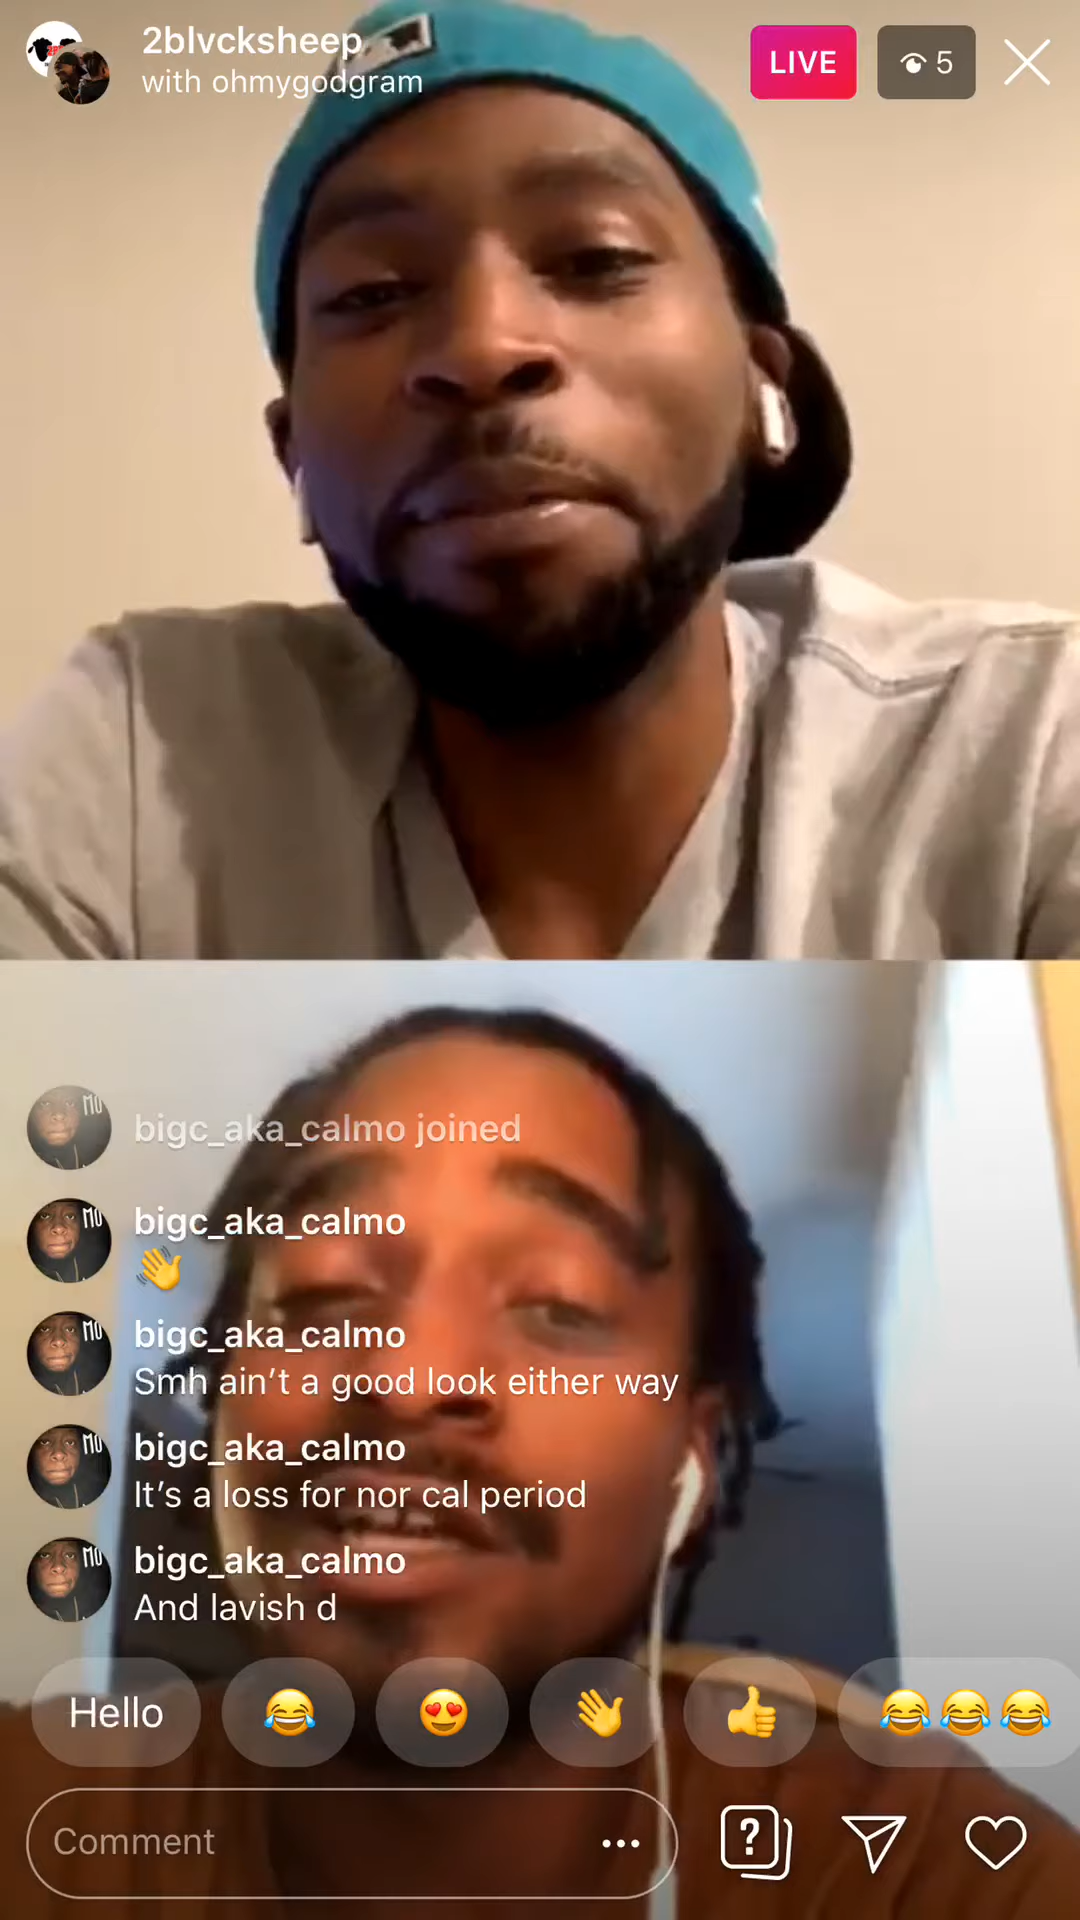 2blvcksheep
with ohmygodgram
LIVE
5
bigc_aka_calmo joined
bigc_aka_calmo
👋
bigc_aka_calmo
Smh ain’t a good look either way
bigc_aka_calmo
It’s a loss for nor cal period
bigc_aka_calmo
And lavish d
Hello 😂 😍 👋 👍 😂😂😂
Comment